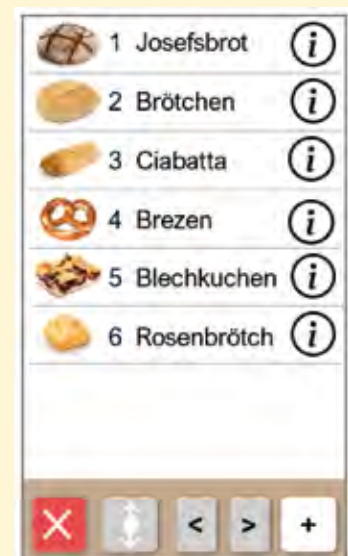 1 Josefsbrot i
2 Brötchen i
3 Ciabatta i
4 Brezen i
5 Blechkuchen i
6 Rosenbrötch i
< > +